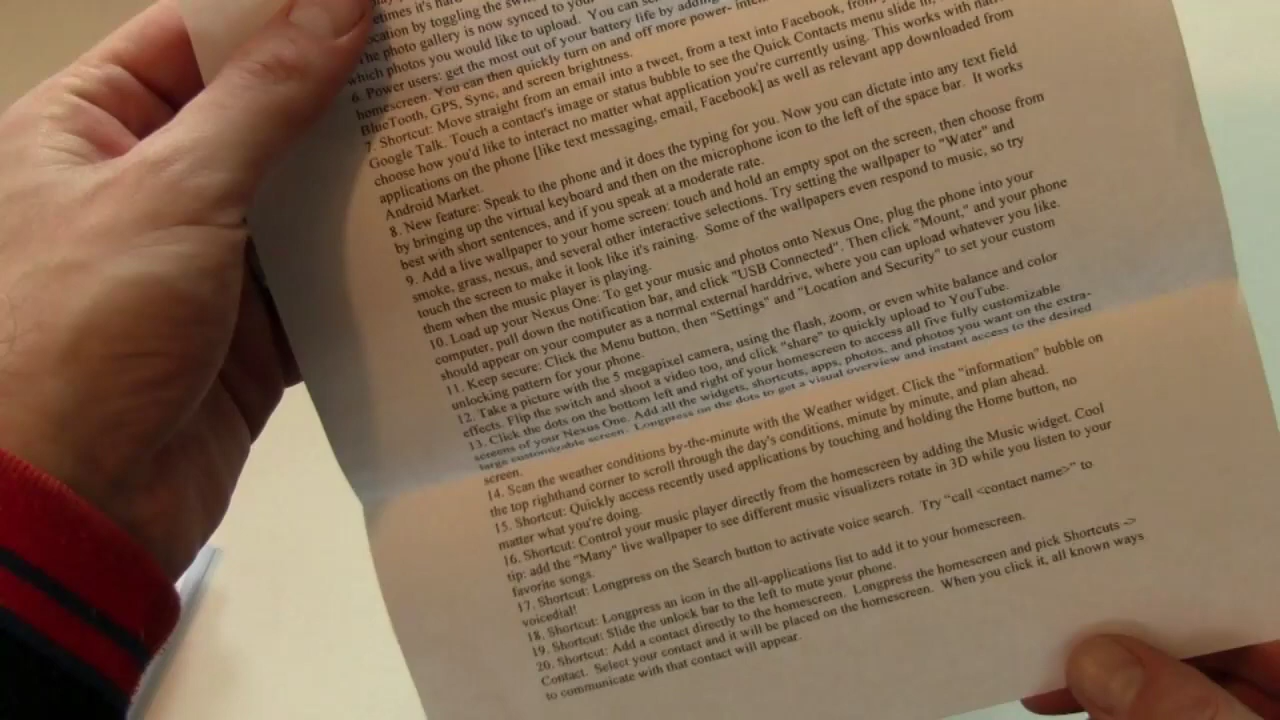 etimes it's hard
ocation by toggling the sw
The photo gallery is now synced to your
which photos you would like to upload. You can se
6. Power users: get the most out of your battery life by adding
homescreen. You can then quickly turn on and off more power- inten
BlueTooth, GPS, Sync, and screen brightness.
7. Shortcut: Move straight from an email into a tweet, from a text into Facebook, from
Google Talk. Touch a contact's image or status bubble to see the Quick Contacts menu slide in,
choose how you'd like to interact no matter what application you're currently using. This works with nati
applications on the phone [like text messaging, email, Facebook] as well as relevant app downloaded from
Android Market.
8. New feature: Speak to the phone and it does the typing for you. Now you can dictate into any text field
by bringing up the virtual keyboard and then on the microphone icon to the left of the space bar. It works
best with short sentences, and if you speak at a moderate rate.
9. Add a live wallpaper to your home screen: touch and hold an empty spot on the screen, then choose from
smoke, grass, nexus, and several other interactive selections. Try setting the wallpaper to "Water" and
touch the screen to make it look like it's raining. Some of the wallpapers even respond to music, so try
them when the music player is playing.
10. Load up your Nexus One: To get your music and photos onto Nexus One, plug the phone into your
computer, pull down the notification bar, and click "USB Connected". Then click "Mount," and your phone
should appear on your computer as a normal external harddrive, where you can upload whatever you like.
11. Keep secure: Click the Menu button, then "Settings" and "Location and Security" to set your custom
unlocking pattern for your phone.
12. Take a picture with the 5 megapixel camera, using the flash, zoom, or even white balance and color
effects. Flip the switch and shoot a video too, and click "share" to quickly upload to YouTube.
13. Click the dots on the bottom left and right of your homescreen to access all five fully customizable
screens of your Nexus One. Add all the widgets, shortcuts, apps, photos, and photos you want on the extra-
large customizable screen. Longpress on the dots to get a visual overview and instant access to the desired
screen.
14. Scan the weather conditions by-the-minute with the Weather widget. Click the "information" bubble on
the top righthand corner to scroll through the day's conditions, minute by minute, and plan ahead.
15. Shortcut: Quickly access recently used applications by touching and holding the Home button, no
matter what you're doing.
16. Shortcut: Control your music player directly from the homescreen by adding the Music widget. Cool
tip: add the "Many" live wallpaper to see different music visualizers rotate in 3D while you listen to your
favorite songs.
17. Shortcut: Longpress on the Search button to activate voice search. Try "call <contact name>" to
voicedial!
18. Shortcut: Longpress an icon in the all-applications list to add it to your homescreen.
19. Shortcut: Slide the unlock bar to the left to mute your phone.
20. Shortcut: Add a contact directly to the homescreen. Longpress the homescreen and pick Shortcuts ->
Contact. Select your contact and it will be placed on the homescreen. When you click it, all known ways
to communicate with that contact will appear.